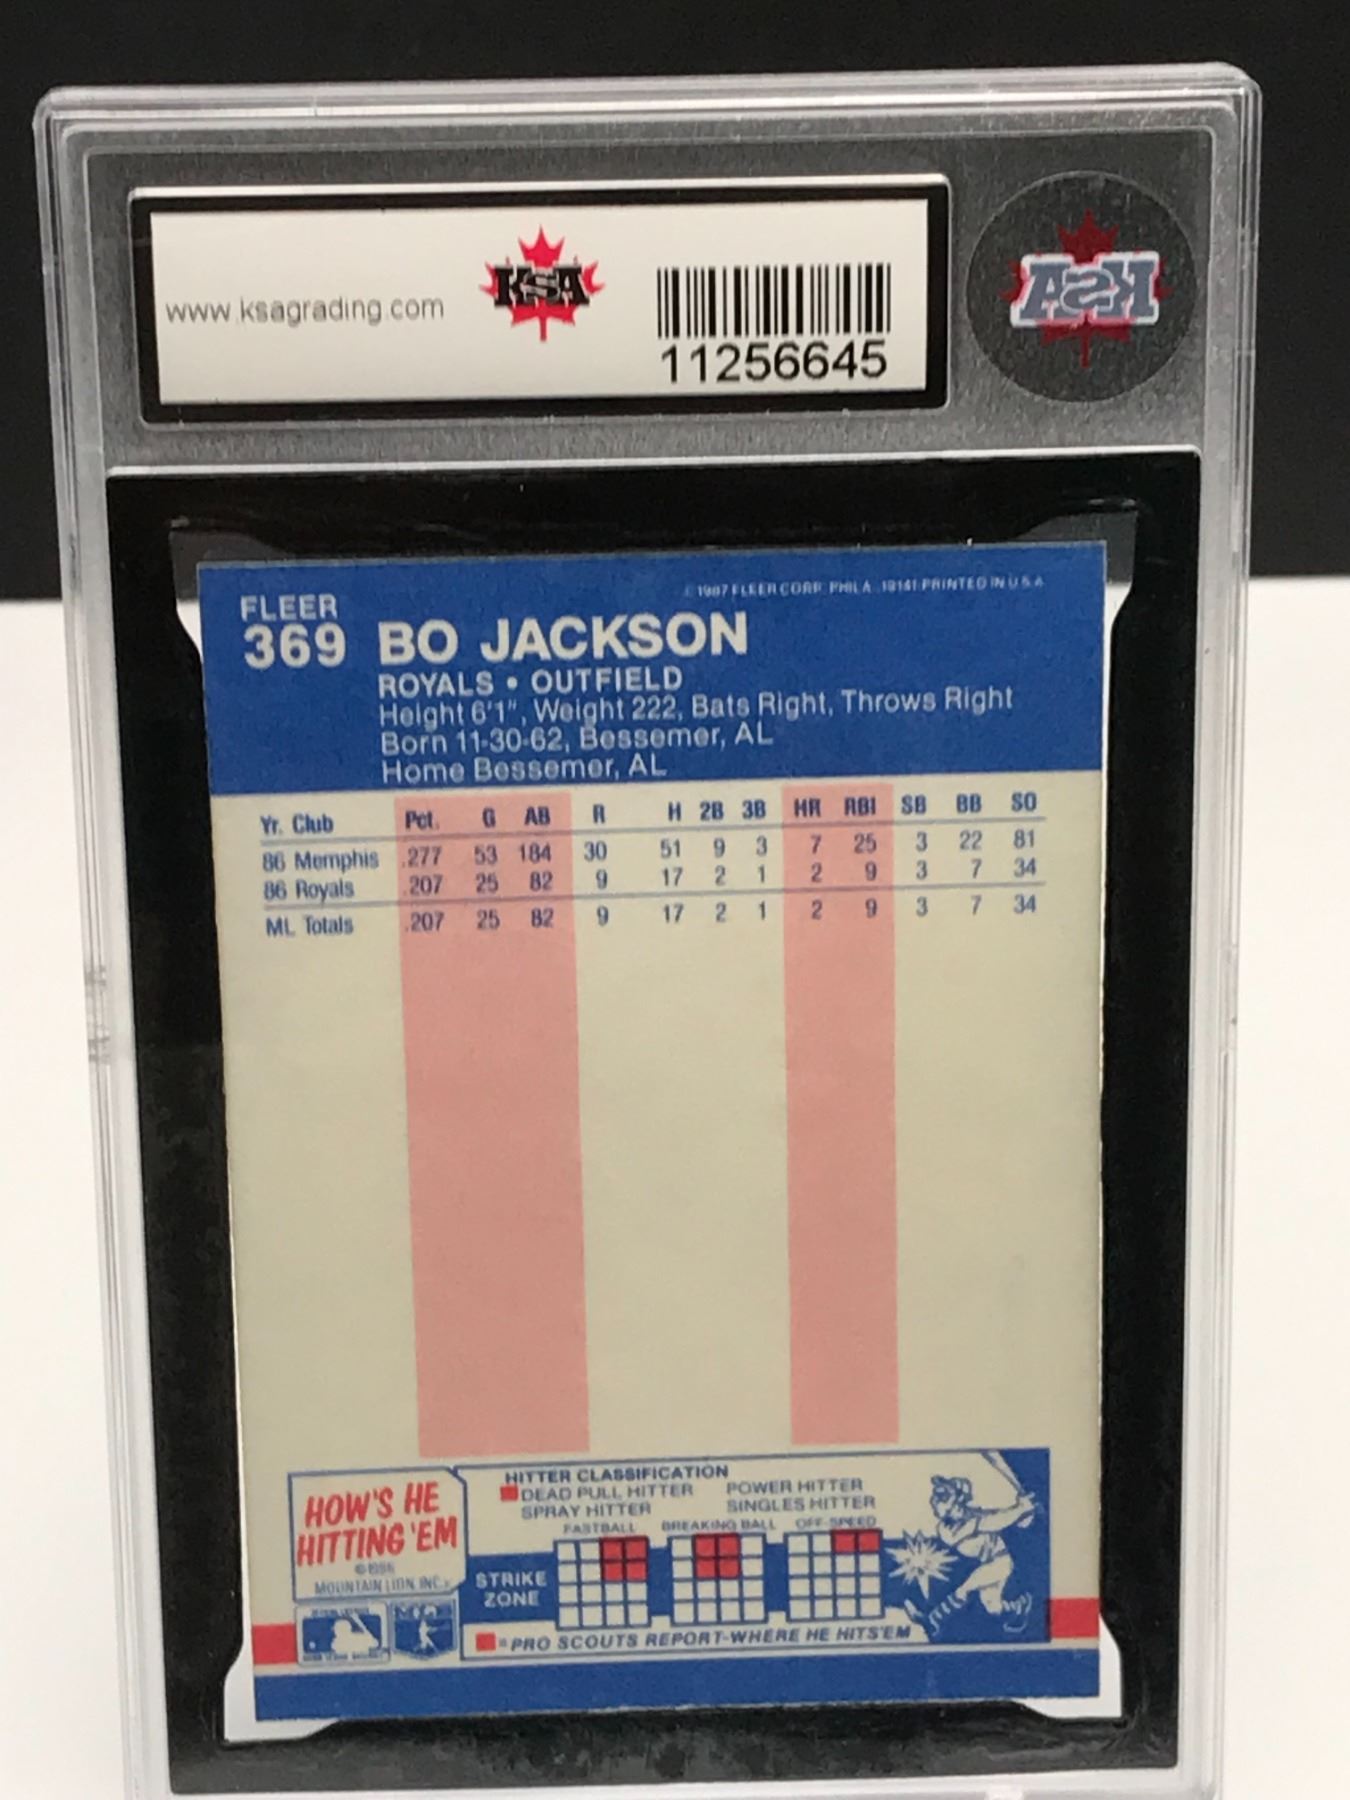 www.ksagrading.com
KSA
11256645
KSA
© 1987 FLEER CORP. PHILA. 19141 PRINTED IN U.S.A.
FLEER
369 BO JACKSON
ROYALS • OUTFIELD
Height 6'1", Weight 222, Bats Right, Throws Right
Born 11-30-62, Bessemer, AL
Home Bessemer, AL
Yr. Club Pct. G AB R H 2B 3B HR RBI SB BB SO
86 Memphis .277 53 184 30 51 9 3 7 25 3 22 81
86 Royals .207 25 82 9 17 2 1 2 9 3 7 34
ML Totals .207 25 82 9 17 2 1 2 9 3 7 34
HOW'S HE
HITTING 'EM
©1986
MOUNTAIN LION, INC.
HITTER CLASSIFICATION
DEAD PULL HITTER POWER HITTER
SPRAY HITTER SINGLES HITTER
FASTBALL BREAKING BALL OFF-SPEED
STRIKE
ZONE
=PRO SCOUTS REPORT-WHERE HE HITS'EM